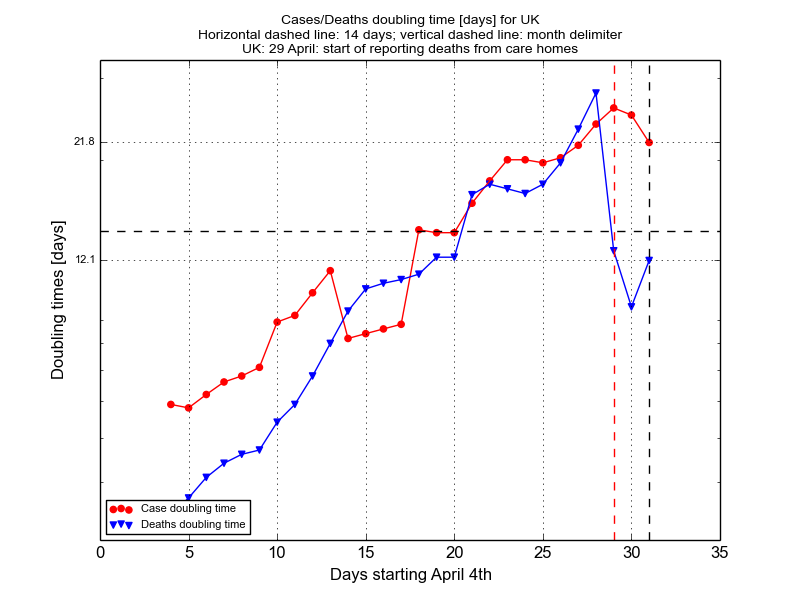 Cases/Deaths doubling time [days] for UK
Horizontal dashed line: 14 days; vertical dashed line: month delimiter
UK: 29 April: start of reporting deaths from care homes
Doubling times [days]
21.8
12.1
Case doubling time
Deaths doubling time
0 5 10 15 20 25 30 35
Days starting April 4th